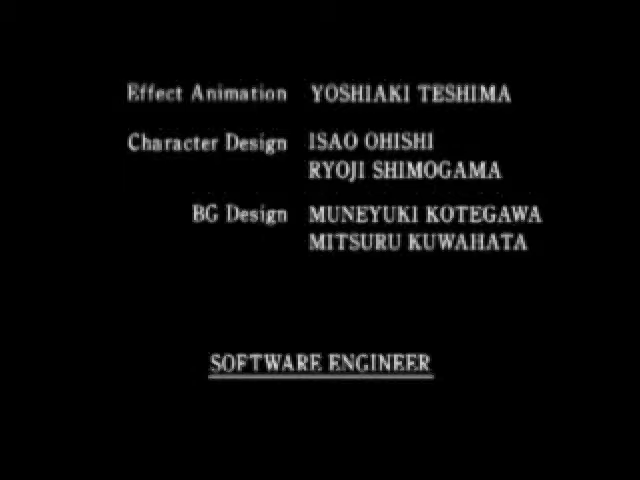 Effect Animation YOSHIAKI TESHIMA
Character Design ISAO OHISHI
RYOJI SHIMOGAMA
BG Design MUNEYUKI KOTEGAWA
MITSURU KUWAHATA
SOFTWARE ENGINEER